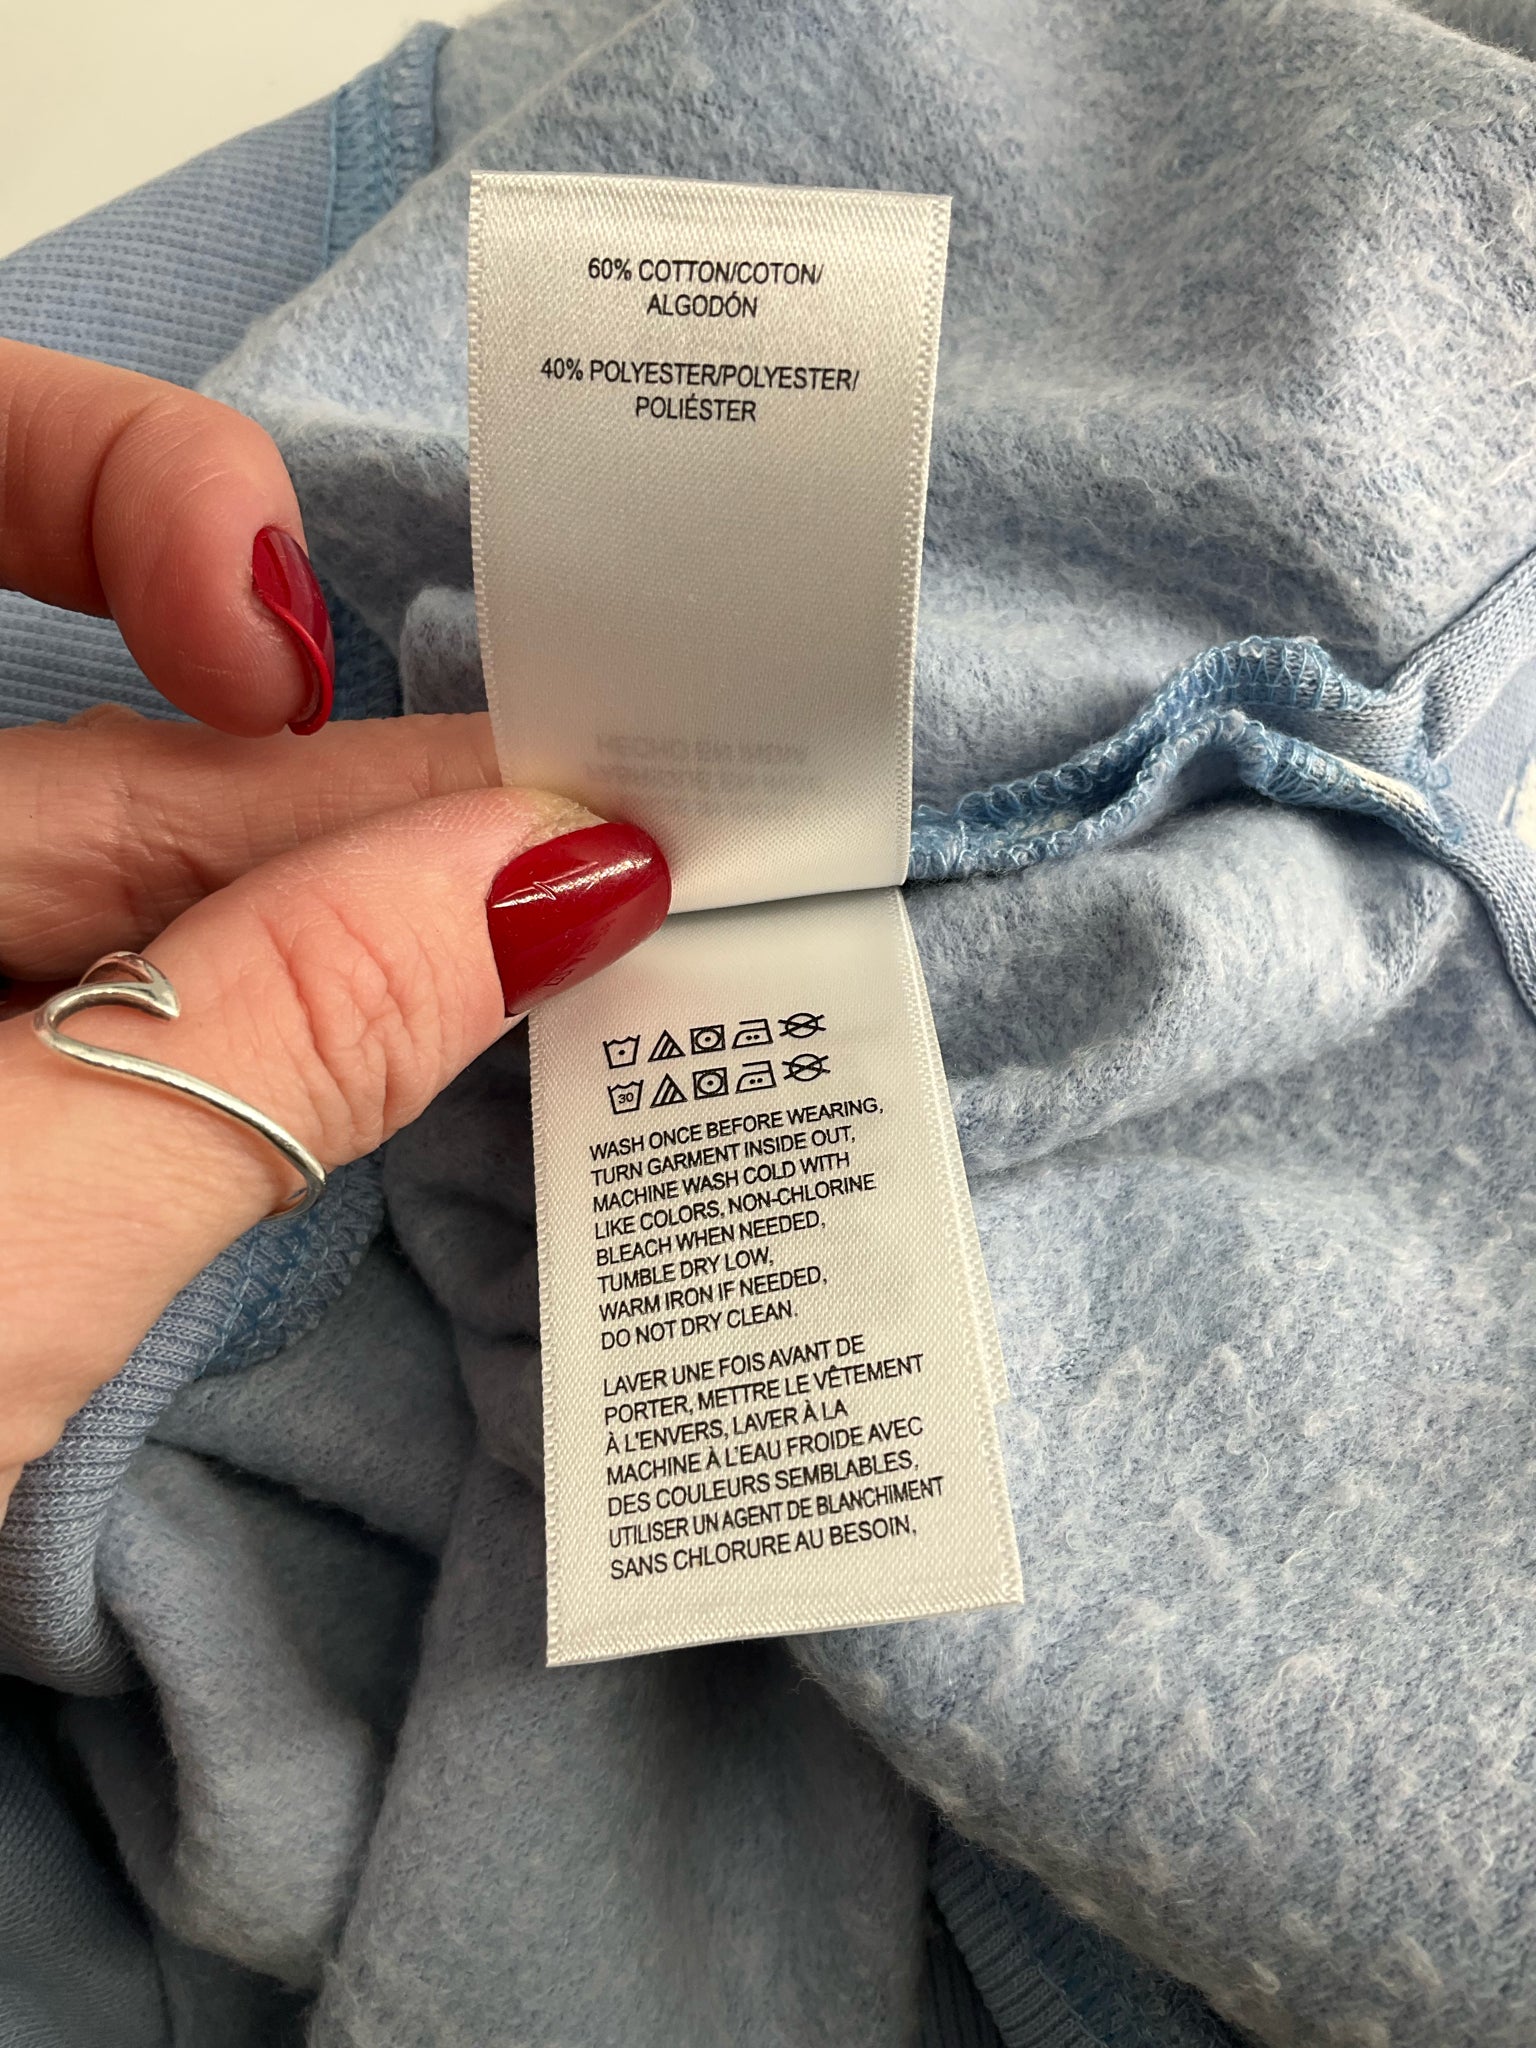 60% COTTON/COTON/
ALGODÓN
40% POLYESTER/POLYESTER/
POLIÉSTER
30
WASH ONCE BEFORE WEARING,
TURN GARMENT INSIDE OUT,
MACHINE WASH COLD WITH
LIKE COLORS, NON-CHLORINE
BLEACH WHEN NEEDED,
TUMBLE DRY LOW,
WARM IRON IF NEEDED,
DO NOT DRY CLEAN.
LAVER UNE FOIS AVANT DE
PORTER, METTRE LE VÊTEMENT
À L'ENVERS, LAVER À LA
MACHINE À L'EAU FROIDE AVEC
DES COULEURS SEMBLABLES,
UTILISER UN AGENT DE BLANCHIMENT
SANS CHLORURE AU BESOIN,